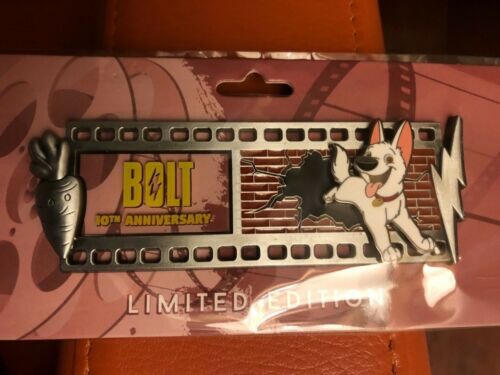 BOLT
10TH ANNIVERSARY
LIMITED EDITION